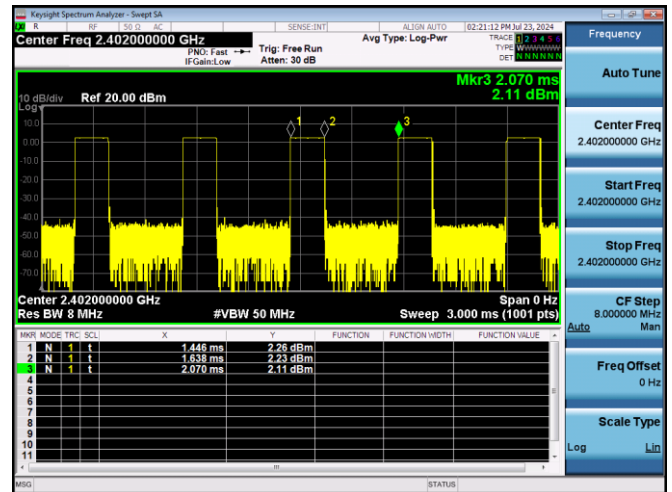 Keysight Spectrum Analyzer - Swept SA
R RF 50 Ω AC SENSE:INT ALIGN AUTO 02:21:12 PM Jul 23, 2024
Center Freq 2.402000000 GHz
PNO: Fast
IFGain:Low
Trig: Free Run
Atten: 30 dB
Avg Type: Log-Pwr
TRACE 1 2 3 4 5 6
TYPE W
DET N N N N N N
Mkr3 2.070 ms
2.11 dBm
10 dB/div Ref 20.00 dBm
Log
10.0
0.00
-10.0
-20.0
-30.0
-40.0
-50.0
-60.0
-70.0
1
2
3
Center 2.402000000 GHz Span 0 Hz
Res BW 8 MHz #VBW 50 MHz Sweep 3.000 ms (1001 pts)
MKR MODE TRC SCL X Y FUNCTION FUNCTION WIDTH FUNCTION VALUE
1 N 1 t 1.446 ms 2.26 dBm
2 N 1 t 1.638 ms 2.23 dBm
3 N 1 t 2.070 ms 2.11 dBm
4
5
6
7
8
9
10
11
MSG STATUS
Frequency
Auto Tune
Center Freq
2.402000000 GHz
Start Freq
2.402000000 GHz
Stop Freq
2.402000000 GHz
CF Step
8.000000 MHz
Auto Man
Freq Offset
0 Hz
Scale Type
Log Lin